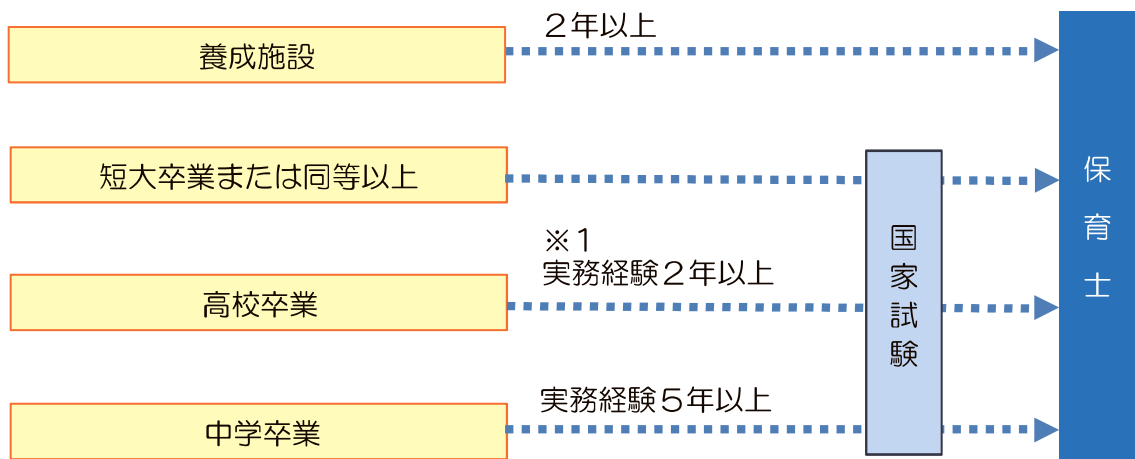 2年以上
養成施設
短大卒業または同等以上
※1
実務経験2年以上
高校卒業
実務経験5年以上
中学卒業
国家試験
保育士